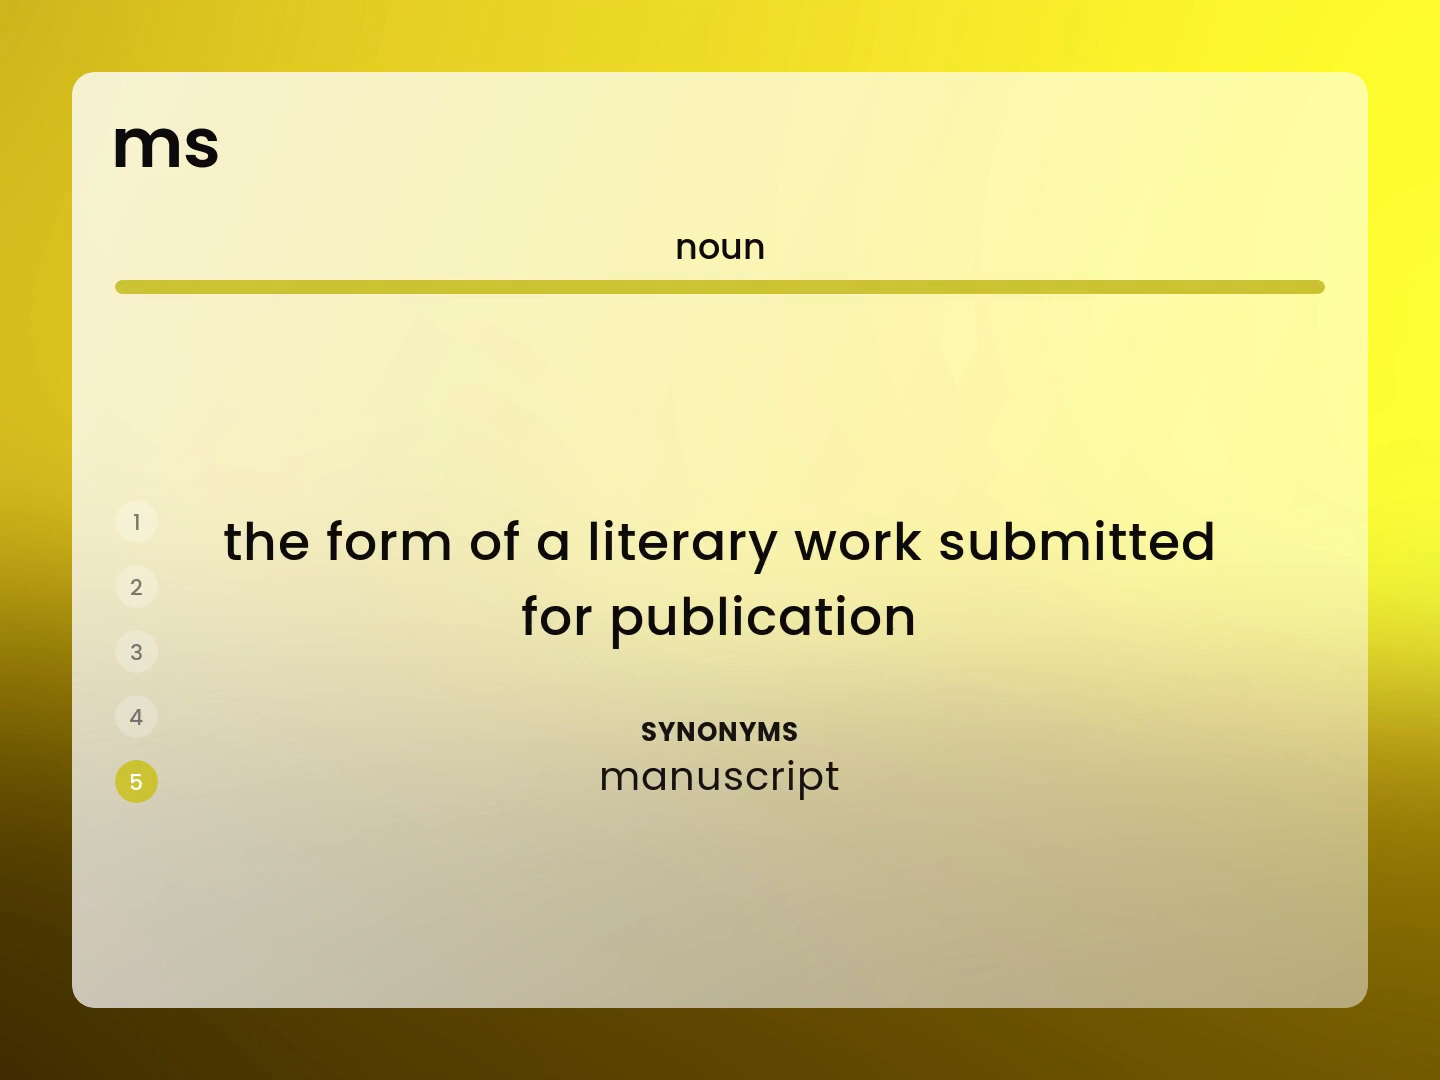 ms
noun
1
2
3
4
5
the form of a literary work submitted
for publication
SYNONYMS
manuscript